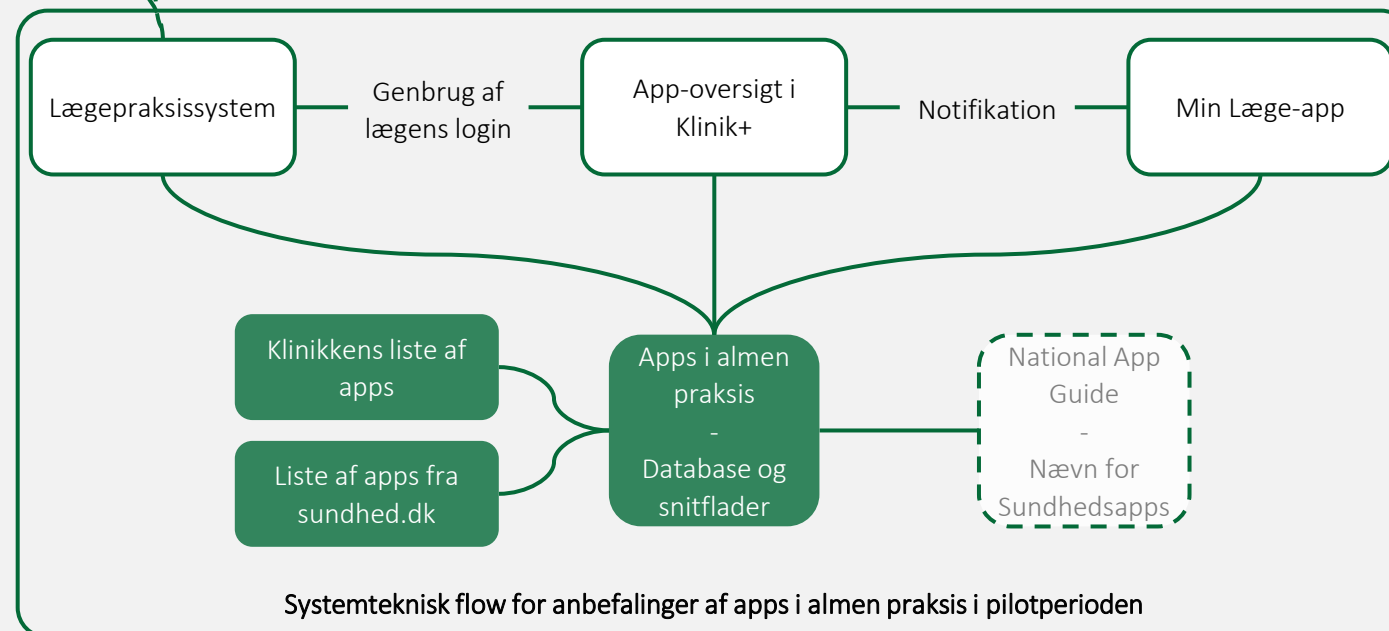 Lægepraksissystem
Genbrug af
lægens login
App-oversigt i
Klinik+
Notifikation
Min Læge-app
Klinikkens liste af
apps
Liste af apps fra
sundhed.dk
Apps i almen
praksis
-
Database og
snitflader
National App
Guide
-
Nævn for
Sundhedsapps
Systemteknisk flow for anbefalinger af apps i almen praksis i pilotperioden